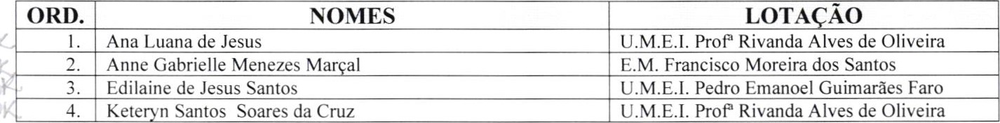 ORD. NOMES LOTAÇÃO
1. Ana Luana de Jesus U.M.E.I. Profª Rivanda Alves de Oliveira
2. Anne Gabrielle Menezes Marçal E.M. Francisco Moreira dos Santos
3. Edilaine de Jesus Santos U.M.E.I. Pedro Emanoel Guimarães Faro
4. Keteryn Santos Soares da Cruz U.M.E.I. Profª Rivanda Alves de Oliveira